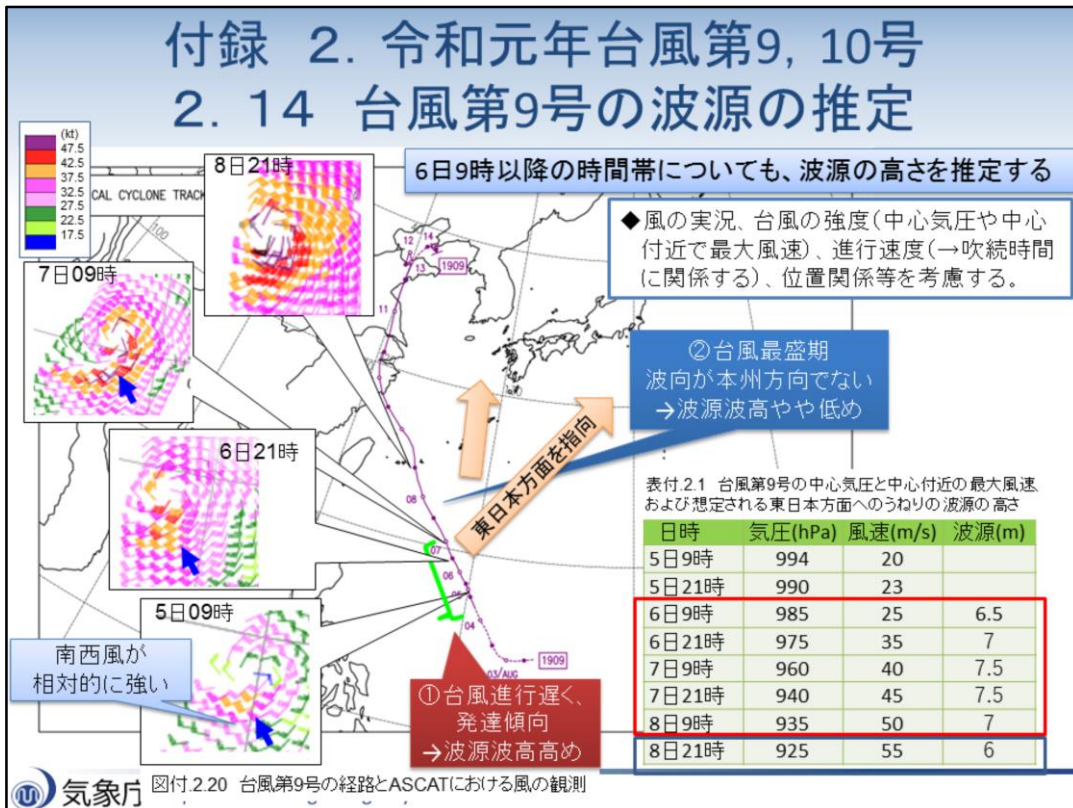 付録 2. 令和元年台風第9，10号
2．14 台風第9号の波源の推定
(kt)
47.5
42.5
37.5
32.5
27.5
22.5
17.5
CAL CYCLONE TRACK
100
8日21時
6日9時以降の時間帯についても、波源の高さを推定する
◆風の実況、台風の強度(中心気圧や中心
付近で最大風速)、進行速度(→吹続時間
に関係する)、位置関係等を考慮する。
7日09時
12
14
13
1909
11
②台風最盛期
波向が本州方向でない
→波源波高やや低め
6日21時
東日本方面を指向
08
07
06
05
04
03/AUG
1909
5日09時
南西風が
相対的に強い
①台風進行遅く、
発達傾向
→波源波高高め
表付.2.1 台風第9号の中心気圧と中心付近の最大風速、
および想定される東日本方面へのうねりの波源の高さ
日時 気圧(hPa) 風速(m/s) 波源(m)
5日9時 994 20
5日21時 990 23
6日9時 985 25 6.5
6日21時 975 35 7
7日9時 960 40 7.5
7日21時 940 45 7.5
8日9時 935 50 7
8日21時 925 55 6
気象庁
図付.2.20 台風第9号の経路とASCATにおける風の観測